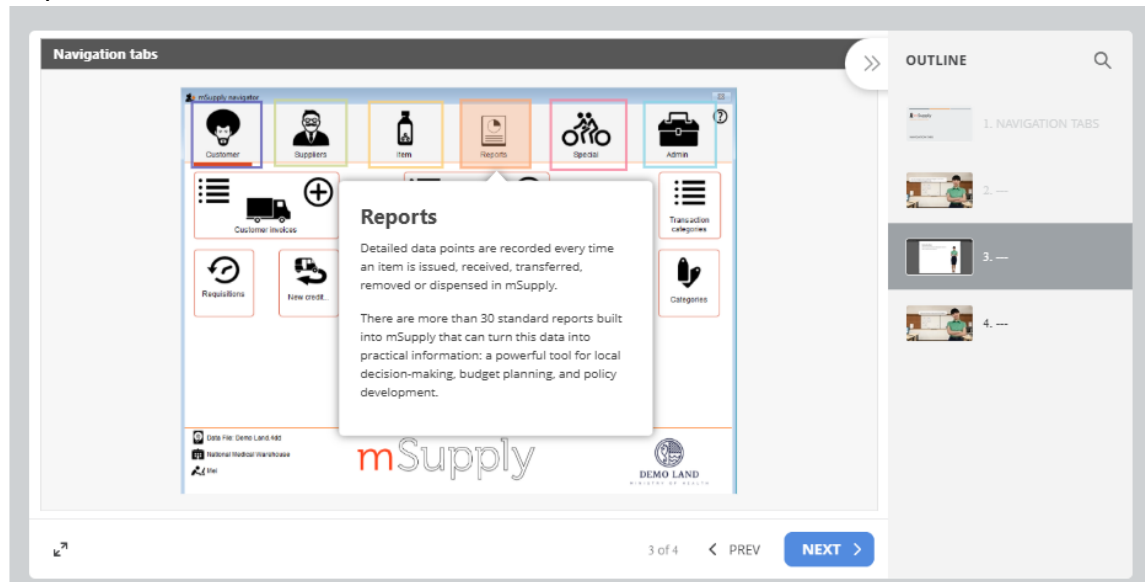 Navigation tabs
mSupply navigator
Customer
Suppliers
Item
Reports
Special
Admin
?
Customer invoices
Transaction
categories
Requisitions
New credit...
Categories
Reports
Detailed data points are recorded every time
an item is issued, received, transferred,
removed or dispensed in mSupply.
There are more than 30 standard reports built
into mSupply that can turn this data into
practical information: a powerful tool for local
decision-making, budget planning, and policy
development.
Data File: Demo Land.4dd
National Medical Warehouse
mSupply
DEMO LAND
MINISTRY OF HEALTH
3 of 4
PREV
NEXT
OUTLINE
mSupply
1. NAVIGATION TABS
2. ---
3. ---
4. ---